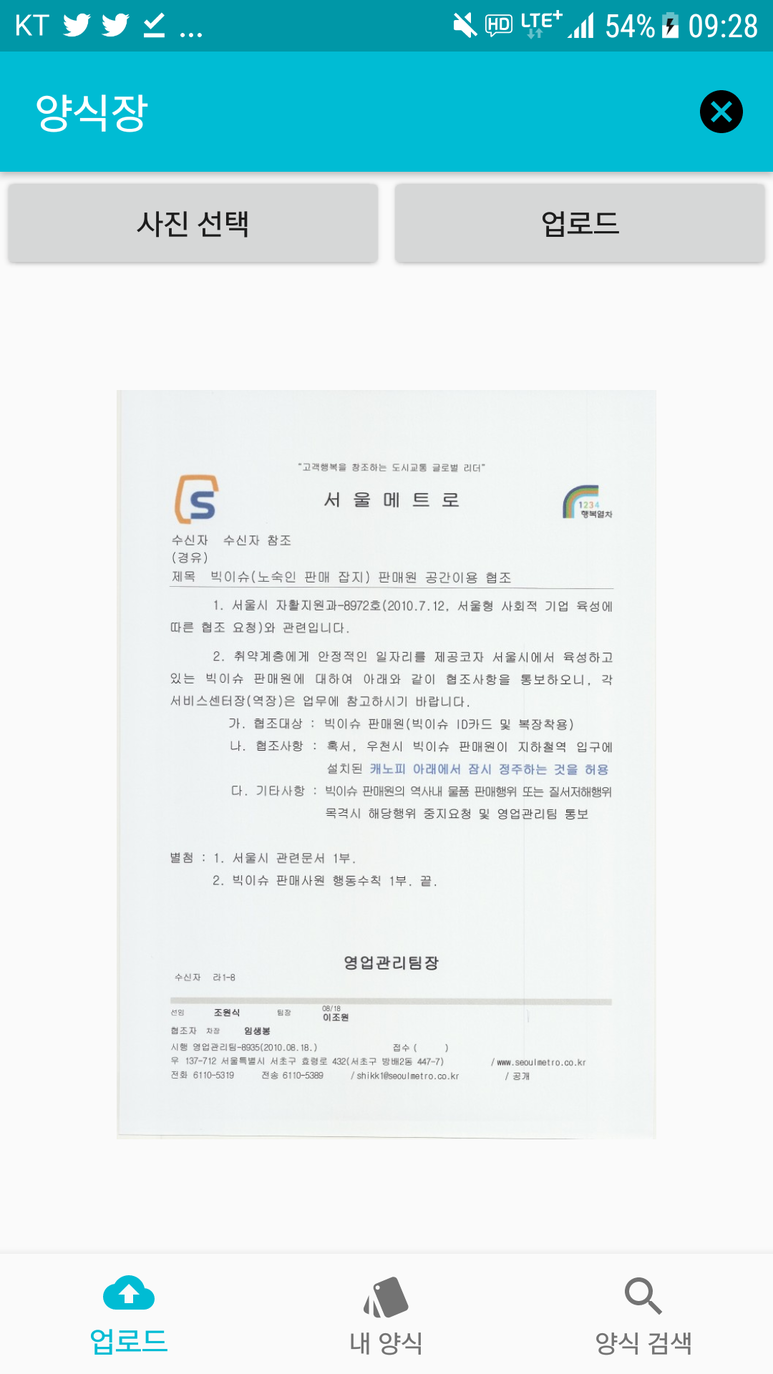 KT ... HD LTE+ 54% 09:28
양식장
사진 선택 업로드
"고객행복을 창조하는 도시교통 글로벌 리더"
S 서울메트로 1234 행복열차
수신자 수신자 참조
(경유)
제목 빅이슈(노숙인 판매 잡지) 판매원 공간이용 협조
1. 서울시 자활지원과-8972호(2010.7.12, 서울형 사회적 기업 육성에
따른 협조 요청)와 관련입니다.
2. 취약계층에게 안정적인 일자리를 제공코자 서울시에서 육성하고
있는 빅이슈 판매원에 대하여 아래와 같이 협조사항을 통보하오니, 각
서비스센터장(역장)은 업무에 참고하시기 바랍니다.
가. 협조대상 : 빅이슈 판매원(빅이슈 ID카드 및 복장착용)
나. 협조사항 : 혹서, 우천시 빅이슈 판매원이 지하철역 입구에
설치된 캐노피 아래에서 잠시 정주하는 것을 허용
다. 기타사항 : 빅이슈 판매원의 역사내 물품 판매행위 또는 질서저해행위
목격시 해당행위 중지요청 및 영업관리팀 통보
별첨 : 1. 서울시 관련문서 1부.
2. 빅이슈 판매사원 행동수칙 1부. 끝.
영업관리팀장
수신자 라1-8
선임 조원식 팀장 08/18 이조원
협조자 차장 임생봉
시행 영업관리팀-8935(2010.08.18.) 접수 ( )
우 137-712 서울특별시 서초구 효령로 432(서초구 방배2동 447-7) /www.seoulmetro.co.kr
전화 6110-5319 전송 6110-5389 /shikk1@seoulmetro.co.kr / 공개
업로드 내 양식 양식 검색